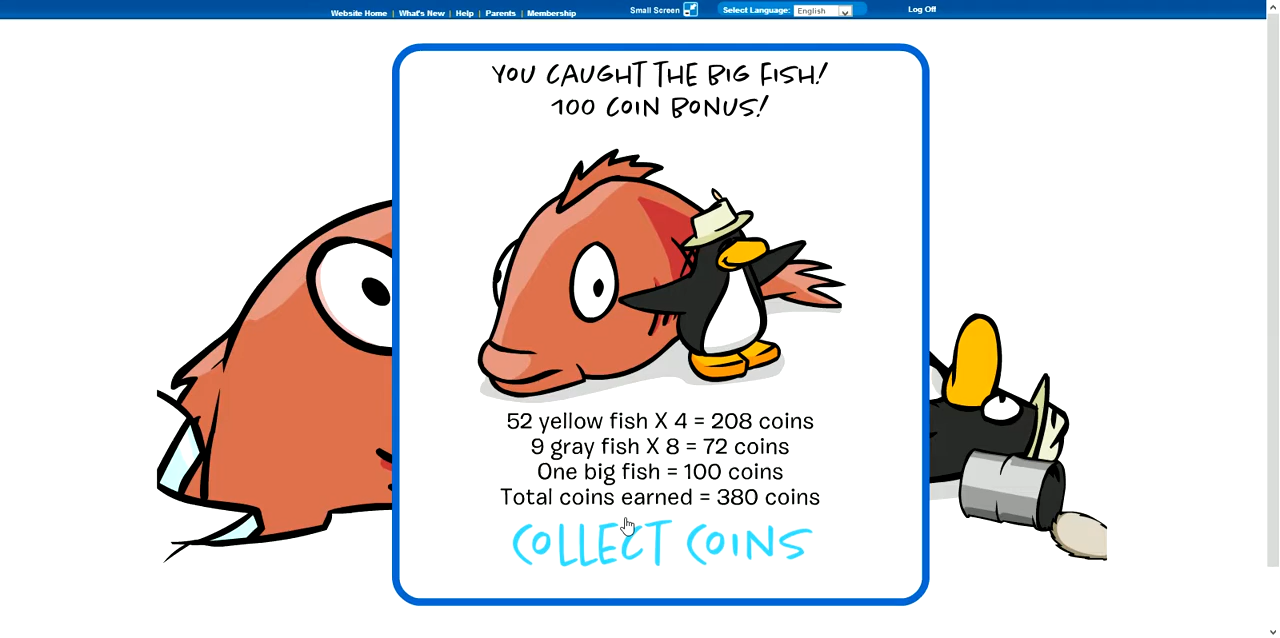 Website Home | What's New | Help | Parents | Membership
Small Screen
Select Language: English
Log Off
YOU CAUGHT THE BIG FISH!
100 COIN BONUS!
52 yellow fish X 4 = 208 coins
9 gray fish X 8 = 72 coins
One big fish = 100 coins
Total coins earned = 380 coins
COLLECT COINS